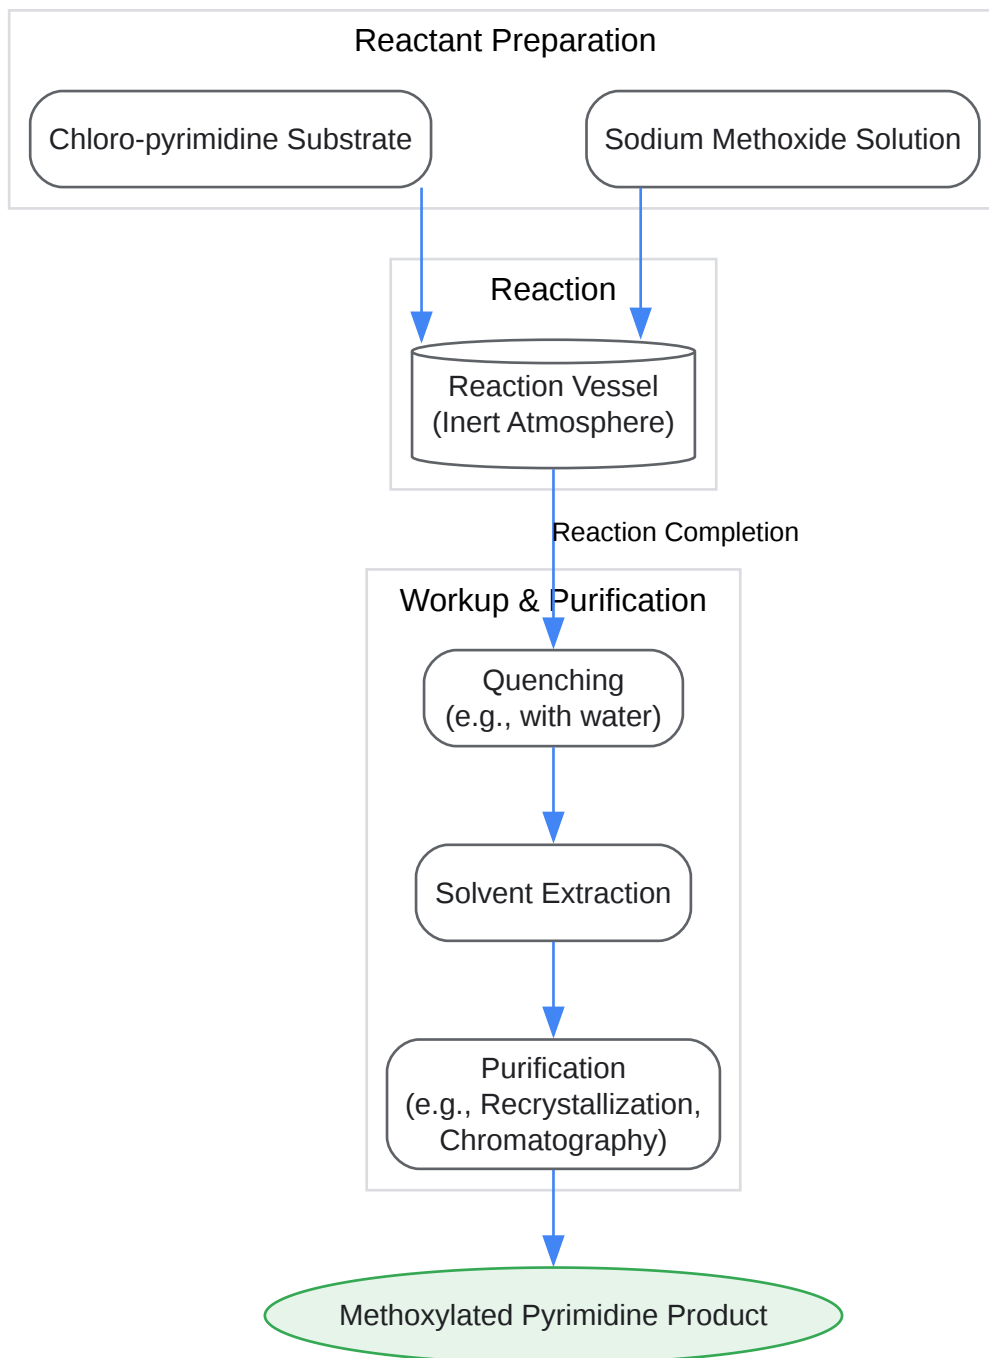 Reactant Preparation
Chloro-pyrimidine Substrate
Sodium Methoxide Solution
Reaction
Reaction Vessel
(Inert Atmosphere)
Reaction Completion
Workup & Purification
Quenching
(e.g., with water)
Solvent Extraction
Purification
(e.g., Recrystallization,
Chromatography)
Methoxylated Pyrimidine Product